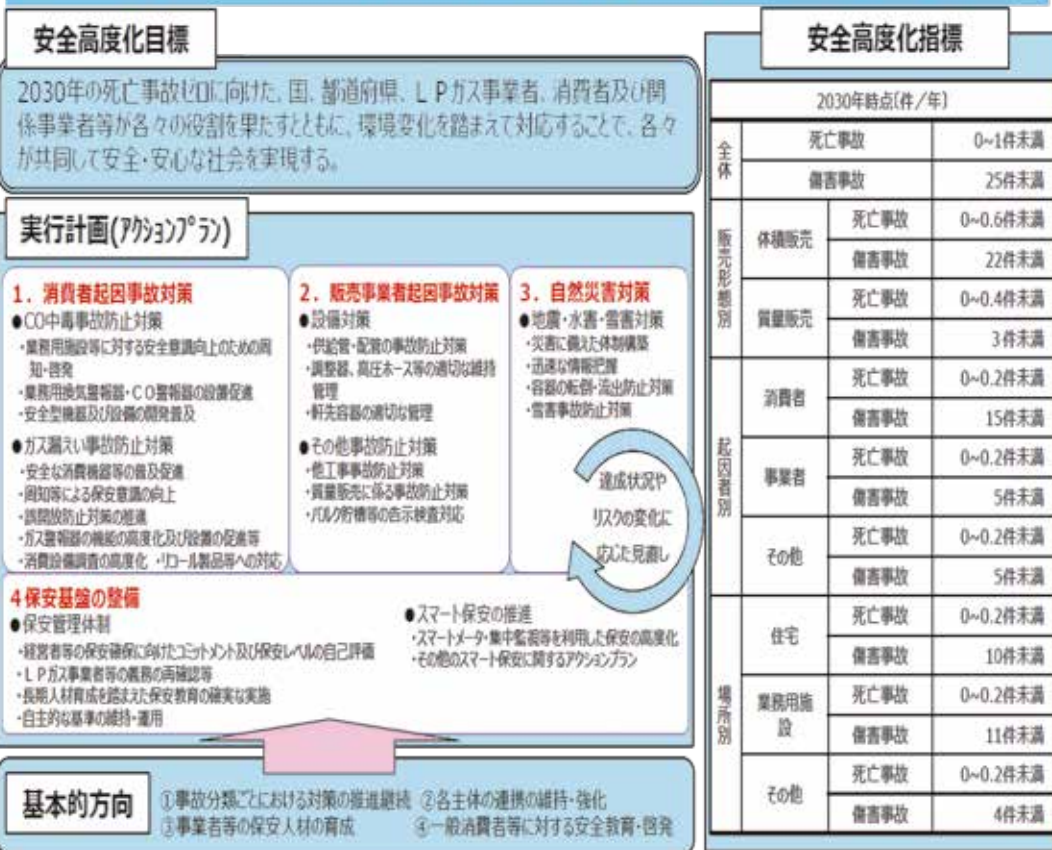 安全高度化目標
2030年の死亡事故ゼロに向けた、国、都道府県、ＬＰガス事業者、消費者及び関
係事業者等が各々の役割を果たすとともに、環境変化を踏まえて対応することで、各々
が共同して安全・安心な社会を実現する。
実行計画(アクションプラン)
1．消費者起因事故対策
●CO中毒事故防止対策
・業務用施設等に対する安全意識向上のための周
知・啓発
・業務用換気警報器・ＣＯ警報器の設置促進
・安全型機器及び設備の開発普及
●ガス漏えい事故防止対策
・安全な消費機器等の普及促進
・周知等による保安意識の向上
・誤開放防止対策の推進
・ガス警報器の機能の高度化及び設置の促進等
・消費設備調査の高度化 ・リコール製品等への対応
2．販売事業者起因事故対策
●設備対策
・供給管・配管の事故防止対策
・調整器、高圧ホース等の適切な維持
管理
・軒先容器の適切な管理
●その他事故防止対策
・他工事事故防止対策
・質量販売に係る事故防止対策
・バルク貯槽等の告示検査対応
3．自然災害対策
●地震・水害・雪害対策
・災害に備えた体制構築
・迅速な情報把握
・容器の転倒・流出防止対策
・雪害事故防止対策
達成状況や
リスクの変化に
応じた見直し
4保安基盤の整備
●保安管理体制
・経営者等の保安確保に向けたコミットメント及び保安レベルの自己評価
・ＬＰガス事業者等の義務の再確認等
・長期人材育成を踏まえた保安教育の確実な実施
・自主的な基準の維持・運用
●スマート保安の推進
・スマートメータ・集中監視等を利用した保安の高度化
・その他のスマート保安に関するアクションプラン
基本的方向
①事故分類ごとにおける対策の推進継続 ②各主体の連携の維持・強化
③事業者等の保安人材の育成 ④一般消費者等に対する安全教育・啓発
安全高度化指標
2030年時点〔件／年〕
全体
死亡事故 0~1件未満
傷害事故 25件未満
販売形態別
体積販売
死亡事故 0~0.6件未満
傷害事故 22件未満
質量販売
死亡事故 0~0.4件未満
傷害事故 3件未満
起因者別
消費者
死亡事故 0~0.2件未満
傷害事故 15件未満
事業者
死亡事故 0~0.2件未満
傷害事故 5件未満
その他
死亡事故 0~0.2件未満
傷害事故 5件未満
場所別
住宅
死亡事故 0~0.2件未満
傷害事故 10件未満
業務用施
設
死亡事故 0~0.2件未満
傷害事故 11件未満
その他
死亡事故 0~0.2件未満
傷害事故 4件未満